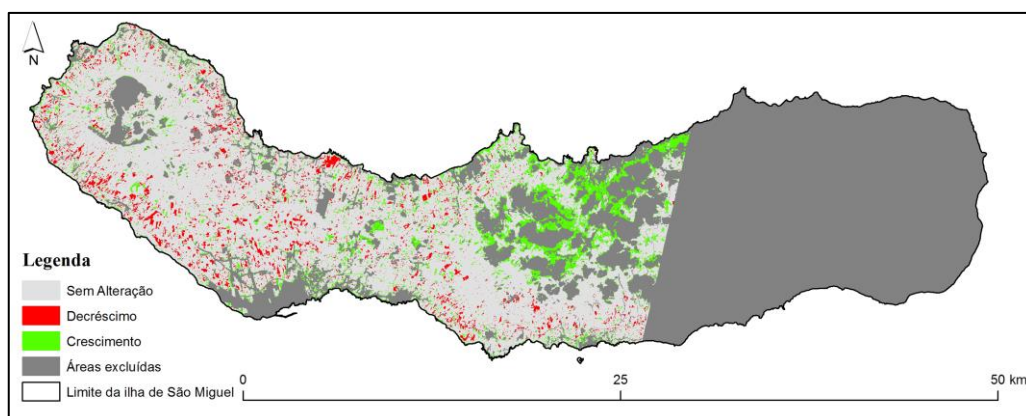 N
Legenda
Sem Alteração
Decréscimo
Crescimento
Áreas excluídas
Limite da ilha de São Miguel
0 25 50 km